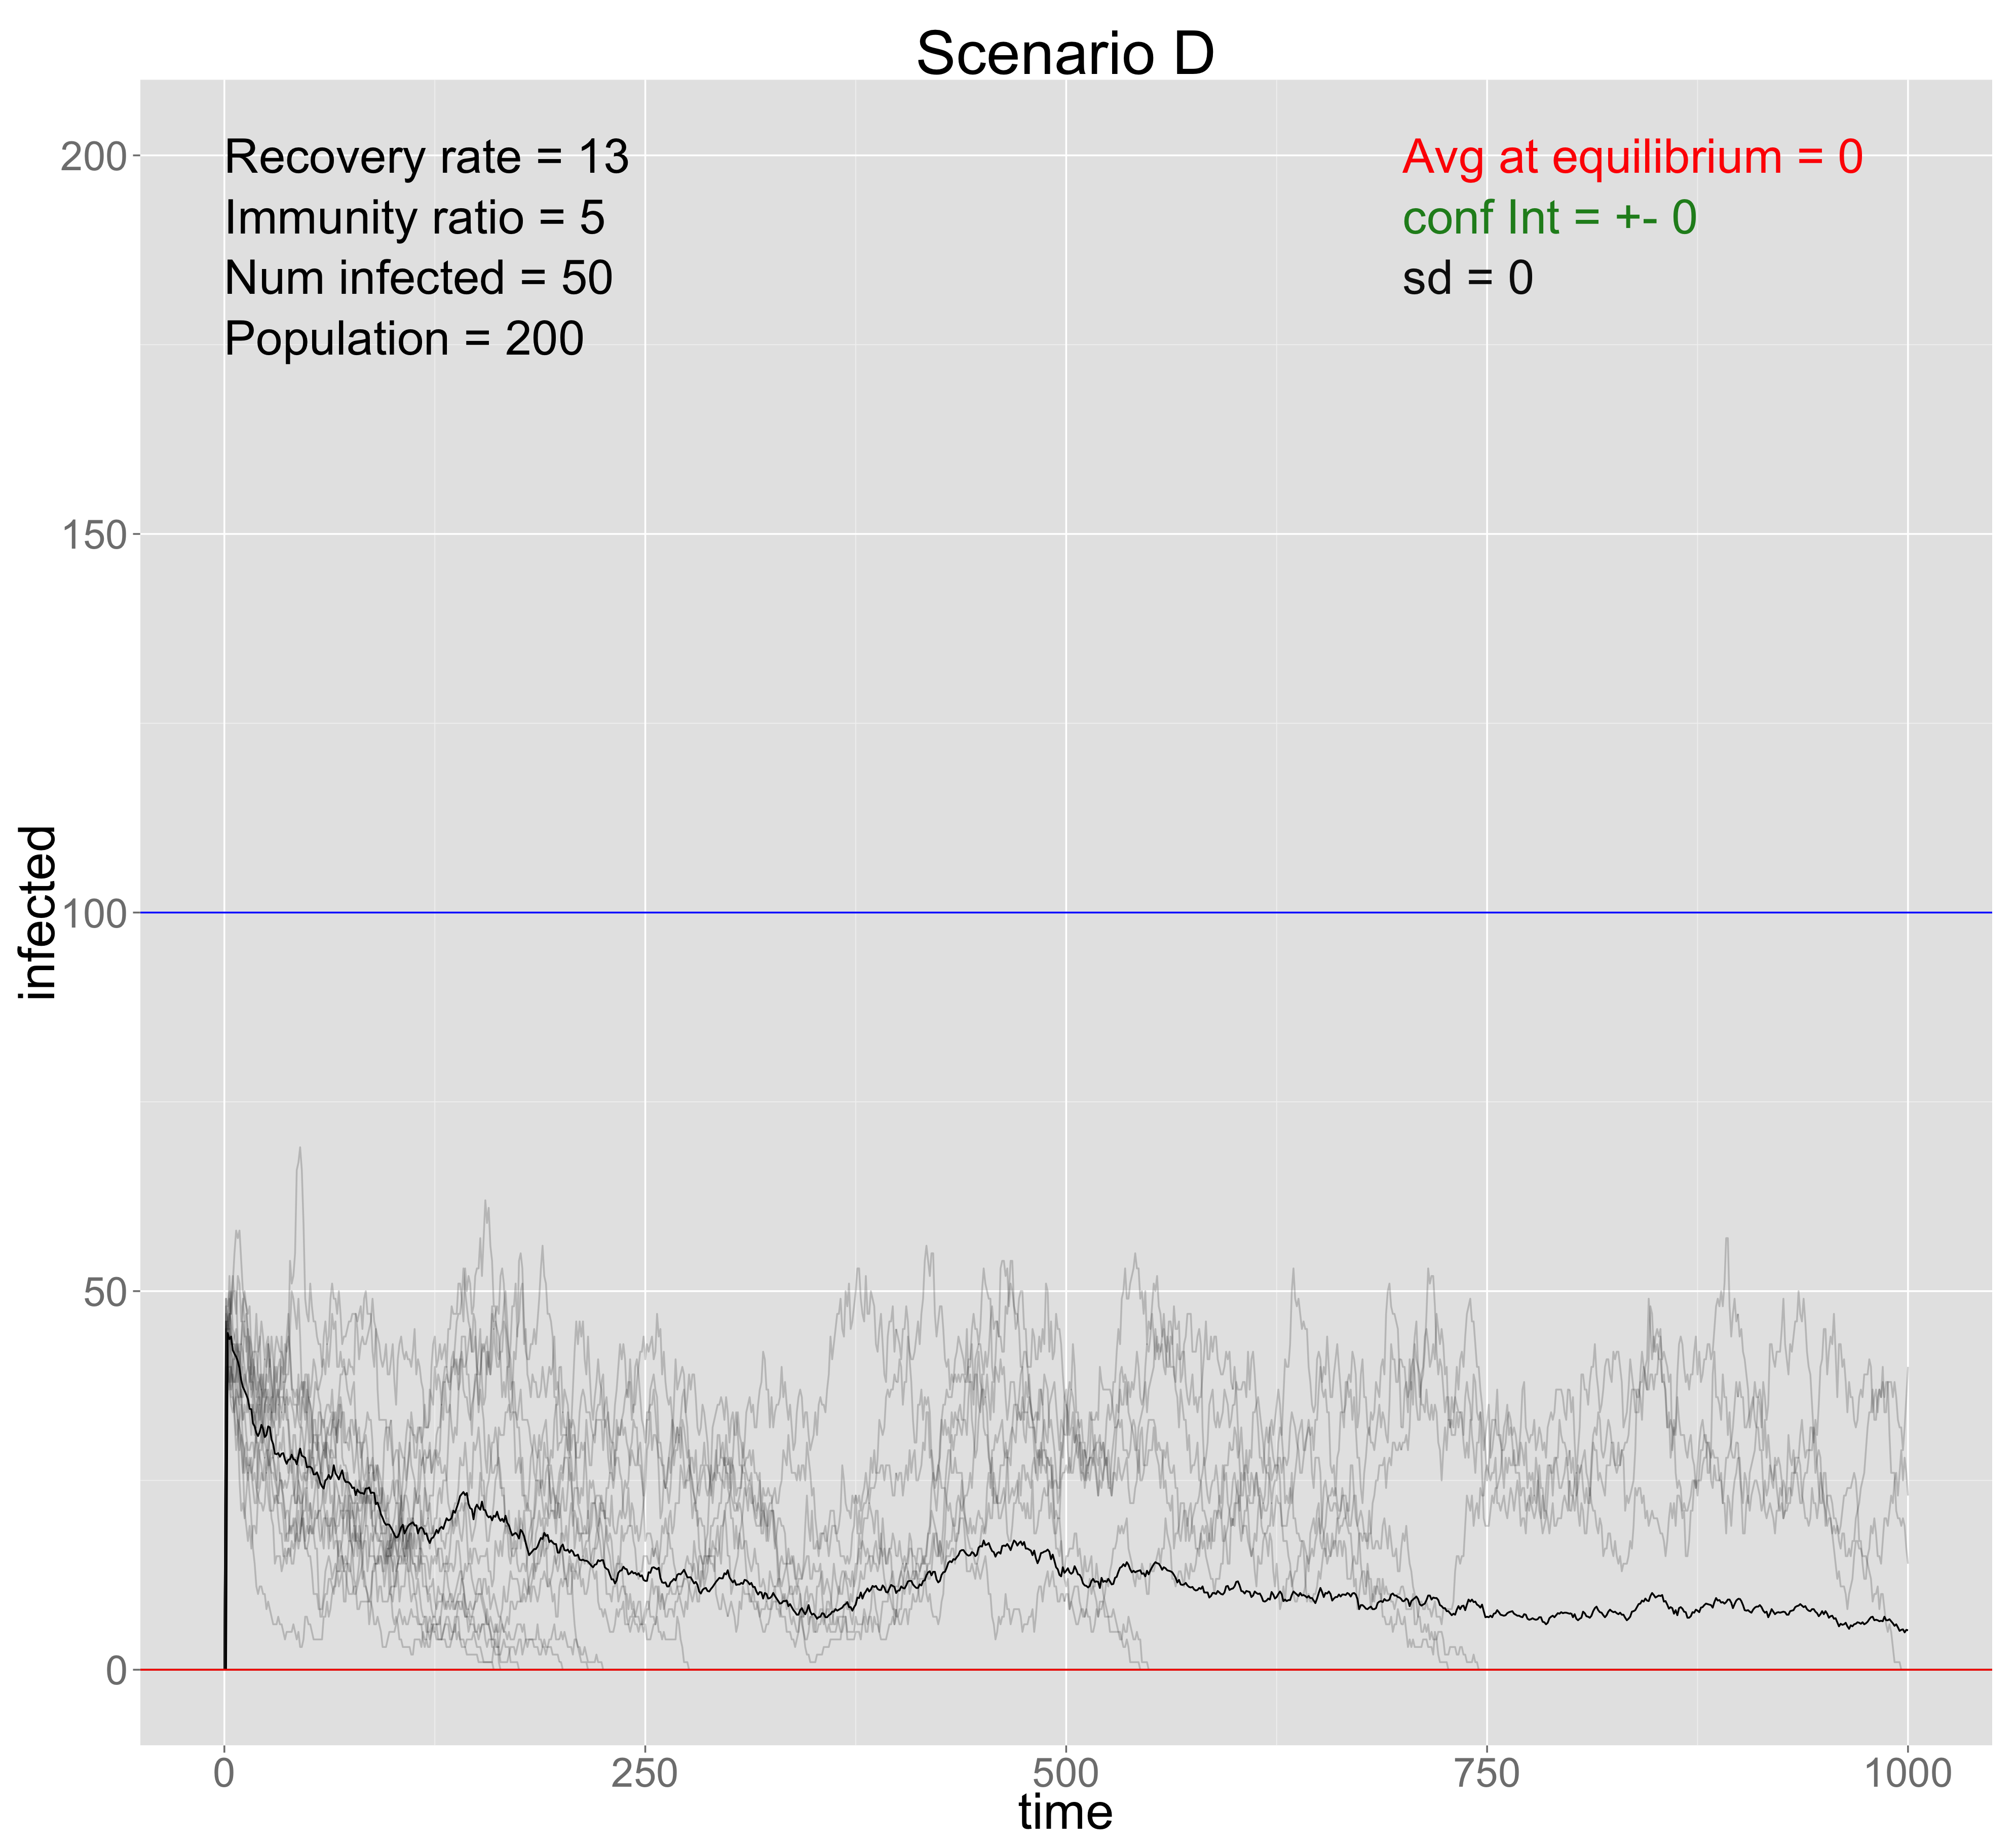 Scenario D
Recovery rate = 13
Immunity ratio = 5
Num infected = 50
Population = 200
Avg at equilibrium = 0
conf Int = +- 0
sd = 0
infected
200
150
100
50
0
0 250 500 750 1000
time